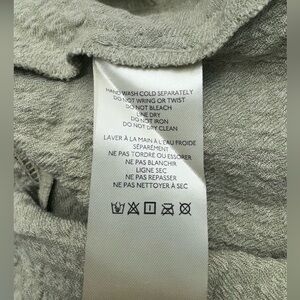 HAND WASH COLD SEPARATELY
DO NOT WRING OR TWIST
DO NOT BLEACH
LINE DRY
DO NOT IRON
DO NOT DRY CLEAN
LAVER À LA MAIN À L'EAU FROIDE
SÉPARÉMENT
NE PAS TORDRE OU ESSORER
NE PAS BLANCHIR
LIGNE SEC
NE PAS REPASSER
NE PAS NETTOYER À SEC